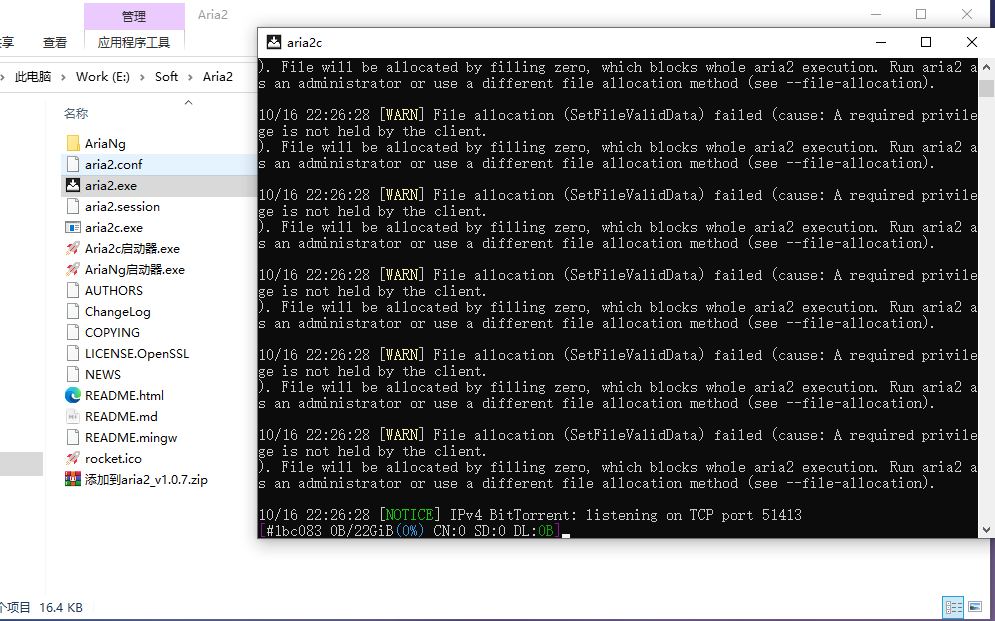 管理
Aria2
享
查看
应用程序工具
此电脑 > Work (E:) > Soft > Aria2
名称
AriaNg
aria2.conf
aria2.exe
aria2.session
aria2c.exe
Aria2c启动器.exe
AriaNg启动器.exe
AUTHORS
ChangeLog
COPYING
LICENSE.OpenSSL
NEWS
README.html
README.md
README.mingw
rocket.ico
添加到aria2_v1.0.7.zip
个项目 16.4 KB
aria2c
). File will be allocated by filling zero, which blocks whole aria2 execution. Run aria2 a
s an administrator or use a different file allocation method (see --file-allocation).
10/16 22:26:28 [WARN] File allocation (SetFileValidData) failed (cause: A required privile
ge is not held by the client.
). File will be allocated by filling zero, which blocks whole aria2 execution. Run aria2 a
s an administrator or use a different file allocation method (see --file-allocation).
10/16 22:26:28 [WARN] File allocation (SetFileValidData) failed (cause: A required privile
ge is not held by the client.
). File will be allocated by filling zero, which blocks whole aria2 execution. Run aria2 a
s an administrator or use a different file allocation method (see --file-allocation).
10/16 22:26:28 [WARN] File allocation (SetFileValidData) failed (cause: A required privile
ge is not held by the client.
). File will be allocated by filling zero, which blocks whole aria2 execution. Run aria2 a
s an administrator or use a different file allocation method (see --file-allocation).
10/16 22:26:28 [WARN] File allocation (SetFileValidData) failed (cause: A required privile
ge is not held by the client.
). File will be allocated by filling zero, which blocks whole aria2 execution. Run aria2 a
s an administrator or use a different file allocation method (see --file-allocation).
10/16 22:26:28 [WARN] File allocation (SetFileValidData) failed (cause: A required privile
ge is not held by the client.
). File will be allocated by filling zero, which blocks whole aria2 execution. Run aria2 a
s an administrator or use a different file allocation method (see --file-allocation).
10/16 22:26:28 [NOTICE] IPv4 BitTorrent: listening on TCP port 51413
[#1bc083 0B/22GiB(0%) CN:0 SD:0 DL:0B]